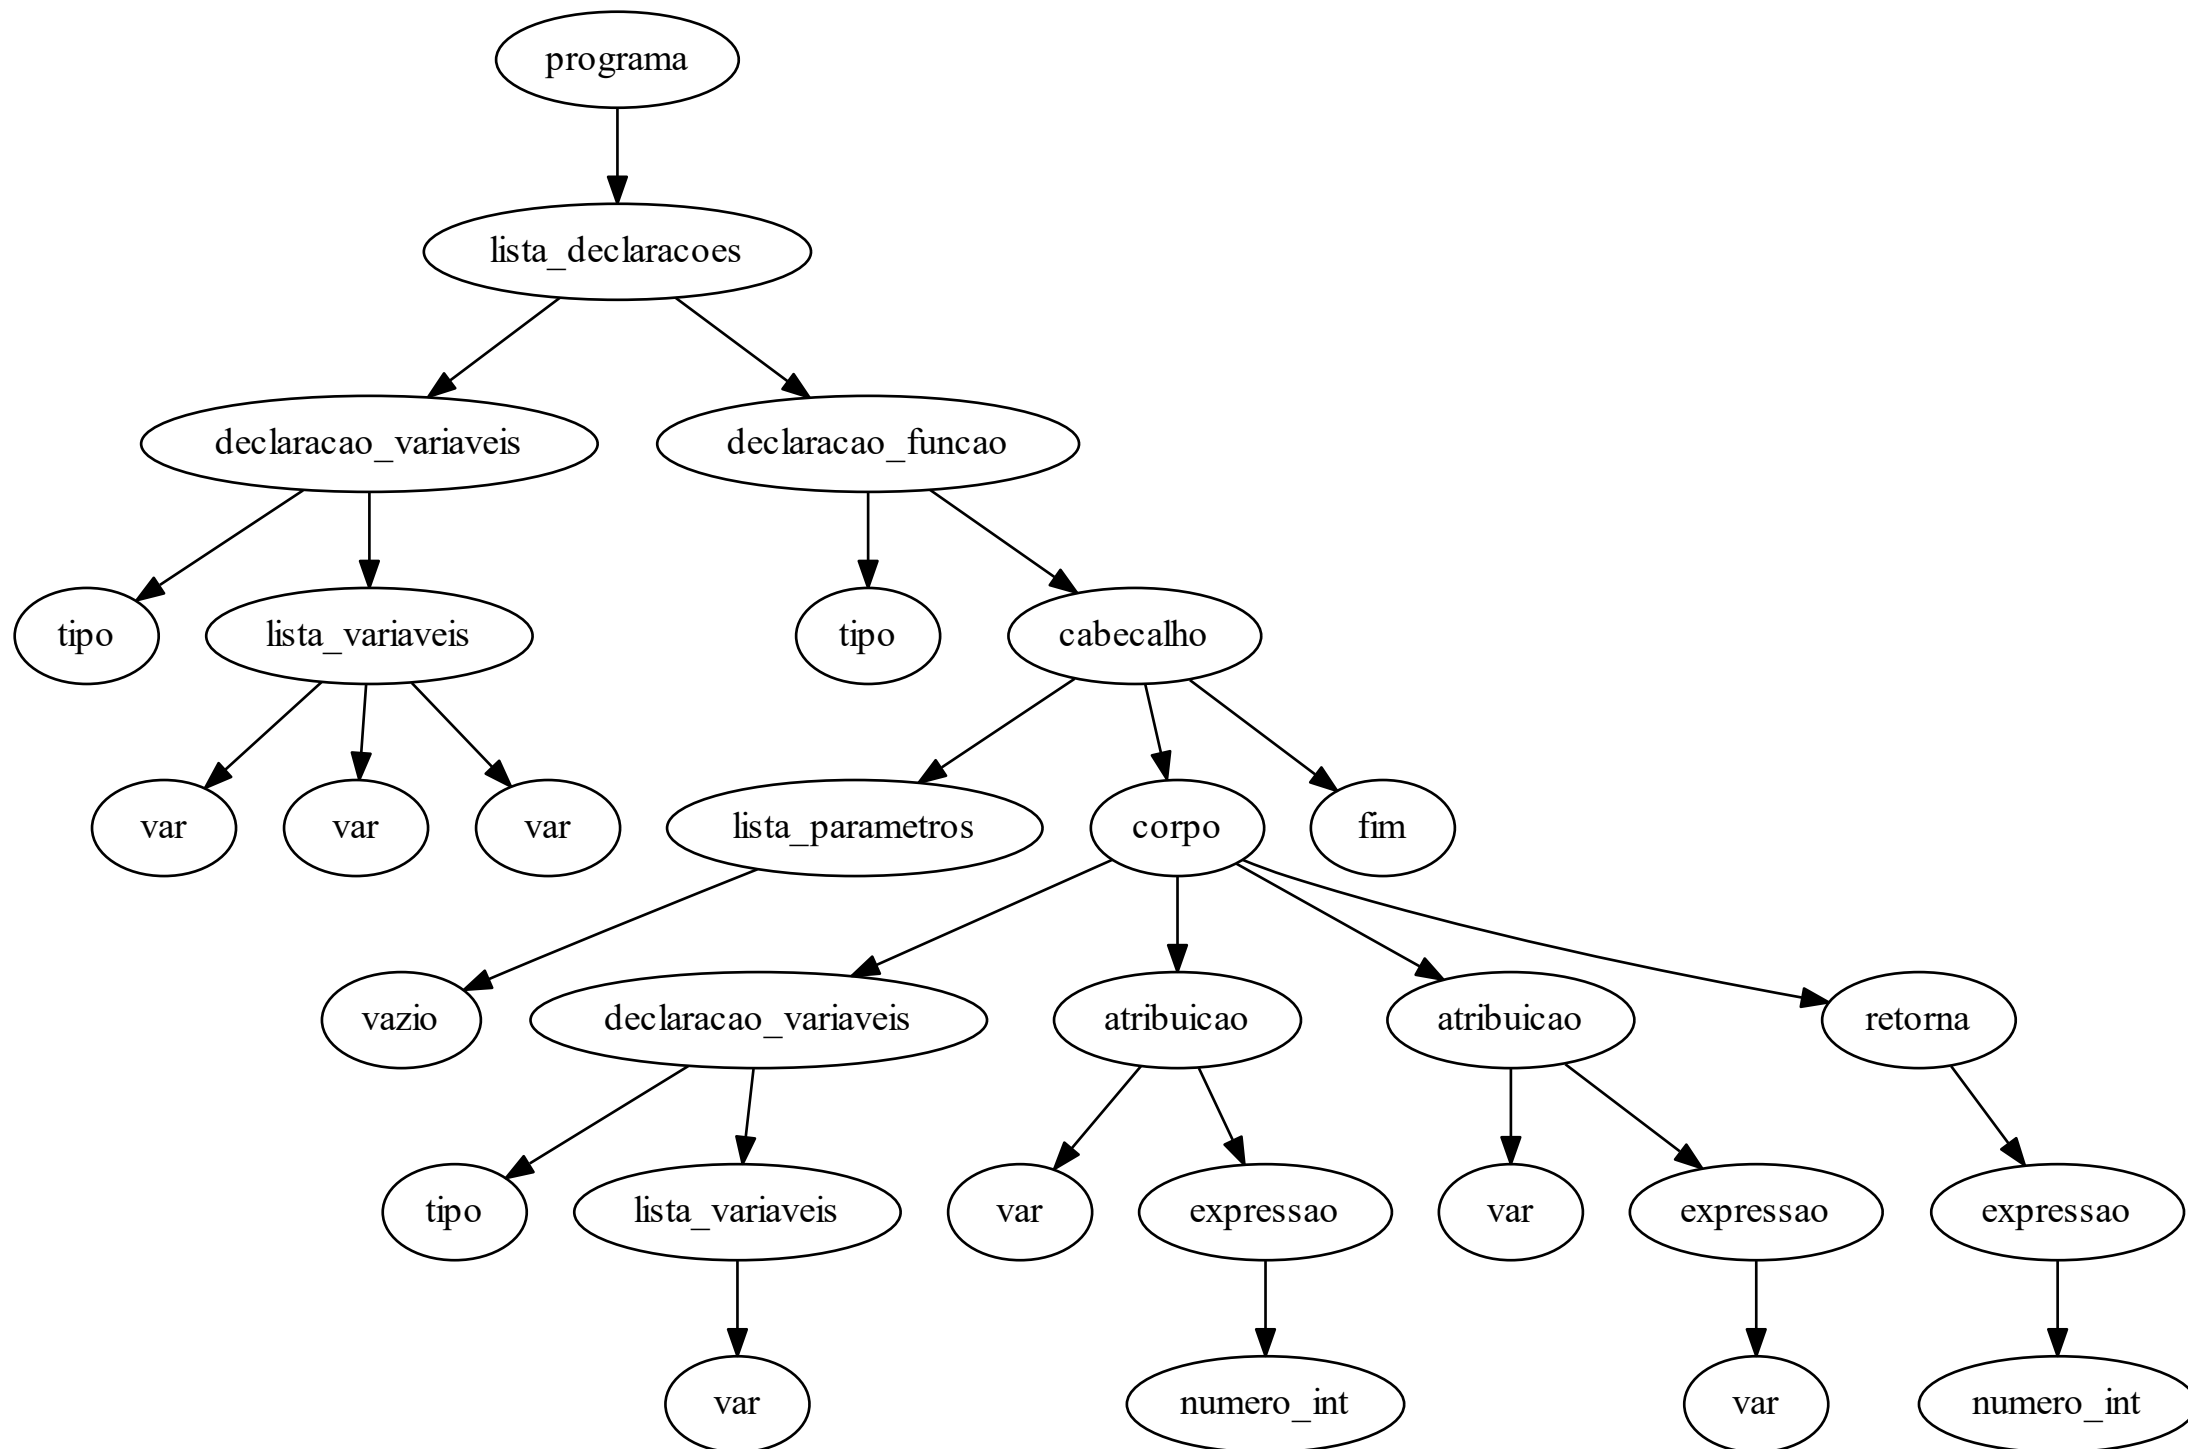 programa
lista_declaracoes
declaracao_variaveis
declaracao_funcao
tipo
lista_variaveis
tipo
cabecalho
var
var
var
lista_parametros
corpo
fim
vazio
declaracao_variaveis
atribuicao
atribuicao
retorna
tipo
lista_variaveis
var
expressao
var
expressao
expressao
var
numero_int
var
numero_int